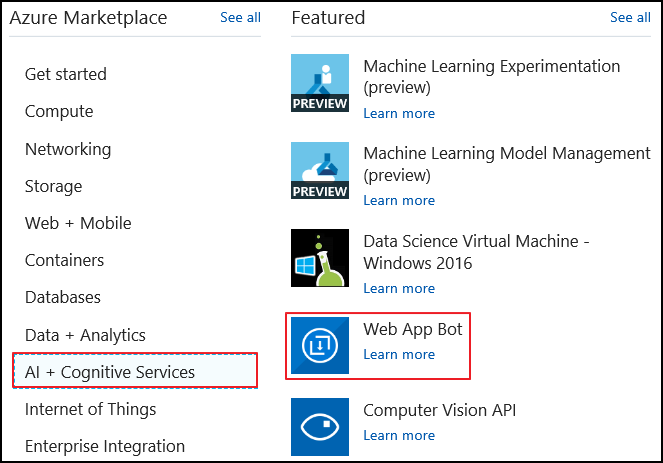 Azure Marketplace
See all
Get started
Compute
Networking
Storage
Web + Mobile
Containers
Databases
Data + Analytics
AI + Cognitive Services
Internet of Things
Enterprise Integration
Featured
See all
PREVIEW
Machine Learning Experimentation
(preview)
Learn more
PREVIEW
Machine Learning Model Management
(preview)
Learn more
Data Science Virtual Machine -
Windows 2016
Learn more
Web App Bot
Learn more
Computer Vision API
Learn more